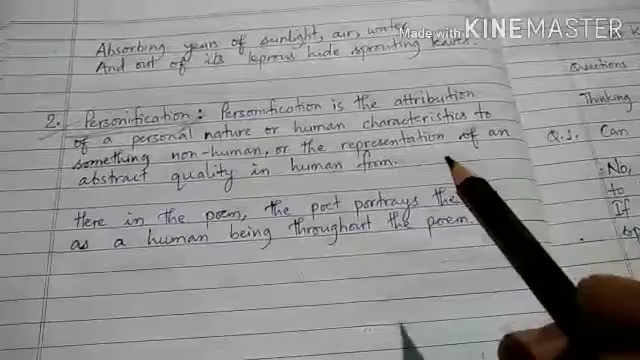 Made with KINEMASTER
Absorbing years of sunlight, air, water
And out of its leprous hide sprouting leaves.
2. Personification: Personification is the attribution
of a personal nature or human characteristics to
something non-human, or the representation of an
abstract quality in human form.
Here in the poem, the poet portrays the
as a human being throughout the poem.
Questions
Thinking
Q.1. Can
No,
to
If